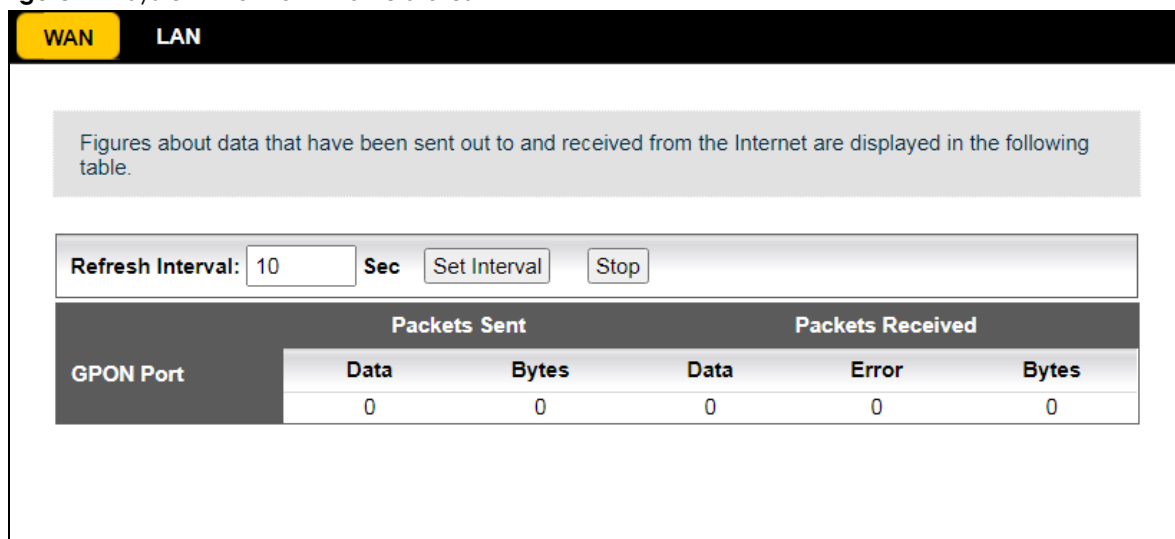 WAN LAN
Figures about data that have been sent out to and received from the Internet are displayed in the following
table.
Refresh Interval: 10 Sec Set Interval Stop
Packets Sent Packets Received
GPON Port Data Bytes Data Error Bytes
0 0 0 0 0